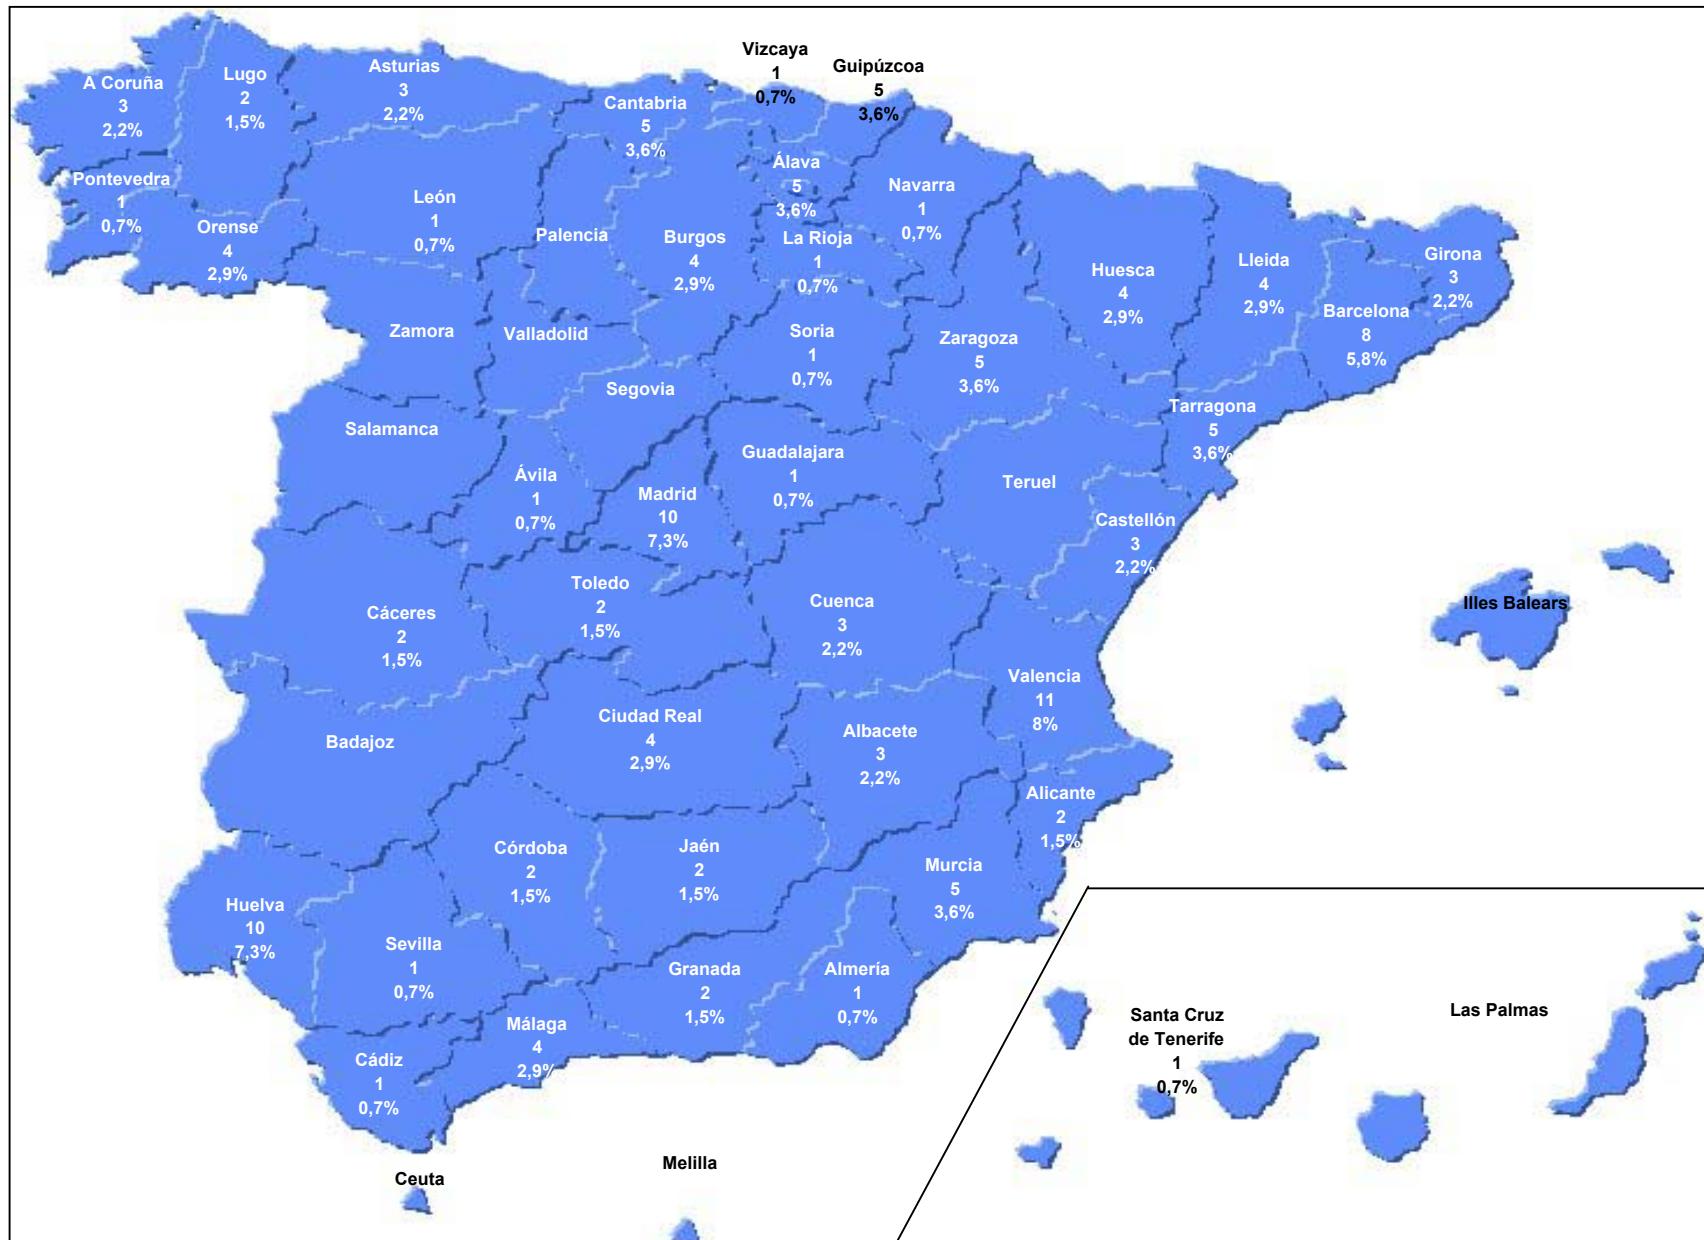 Vizcaya
1
0,7%
Guipúzcoa
5
3,6%
A Coruña
3
2,2%
Lugo
2
1,5%
Asturias
3
2,2%
Cantabria
5
3,6%
Álava
5
3,6%
Navarra
1
0,7%
Pontevedra
1
0,7%
Orense
4
2,9%
León
1
0,7%
Palencia
Burgos
4
2,9%
La Rioja
1
0,7%
Huesca
4
2,9%
Lleida
4
2,9%
Girona
3
2,2%
Barcelona
8
5,8%
Zamora
Valladolid
Soria
1
0,7%
Zaragoza
5
3,6%
Segovia
Tarragona
5
3,6%
Salamanca
Ávila
1
0,7%
Madrid
10
7,3%
Guadalajara
1
0,7%
Teruel
Castellón
3
2,2%
Cáceres
2
1,5%
Toledo
2
1,5%
Cuenca
3
2,2%
Illes Balears
Valencia
11
8%
Badajoz
Ciudad Real
4
2,9%
Albacete
3
2,2%
Alicante
2
1,5%
Córdoba
2
1,5%
Jaén
2
1,5%
Murcia
5
3,6%
Huelva
10
7,3%
Sevilla
1
0,7%
Granada
2
1,5%
Almería
1
0,7%
Málaga
4
2,9%
Cádiz
1
0,7%
Santa Cruz
de Tenerife
1
0,7%
Las Palmas
Ceuta
Melilla